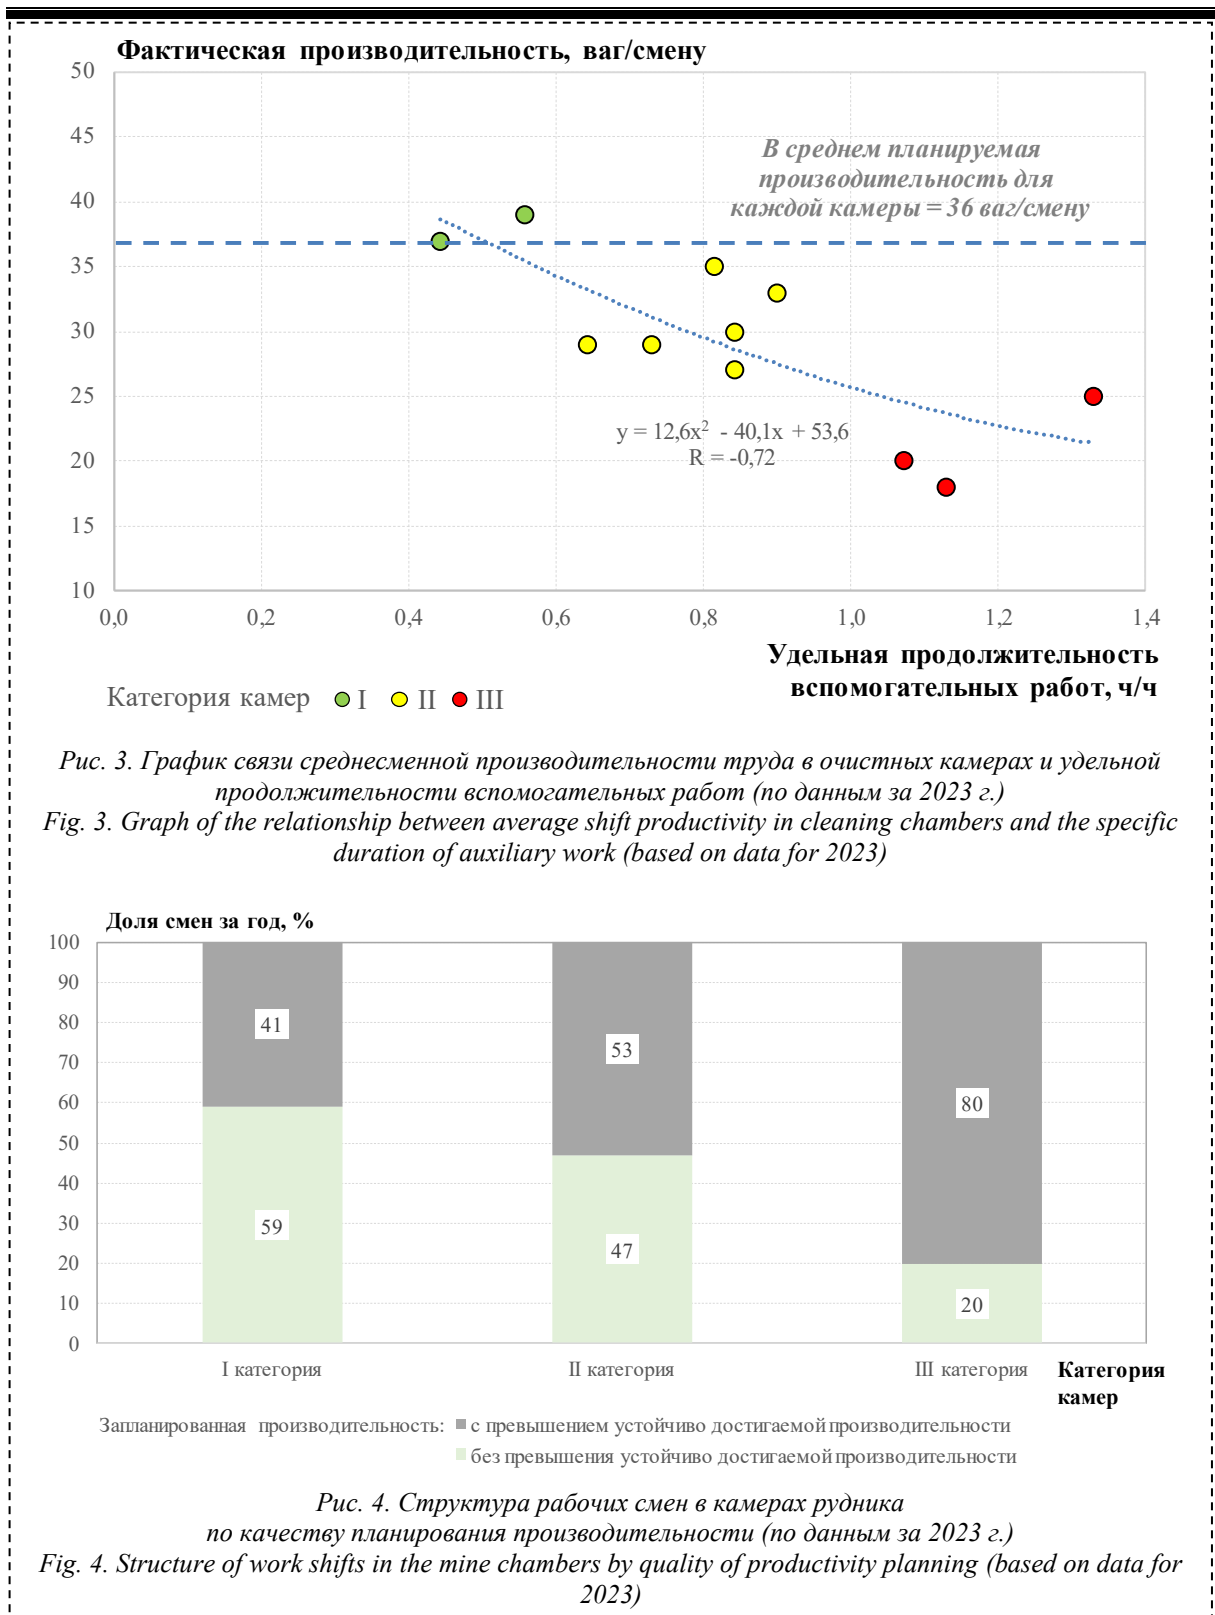 Фактическая производительность, ваг/смену
50
45
40
35
30
25
20
15
10
В среднем планируемая
производительность для
каждой камеры = 36 ваг/смену
y = 12,6x² - 40,1x + 53,6
R = -0,72
0,0 0,2 0,4 0,6 0,8 1,0 1,2 1,4
Удельная продолжительность
вспомогательных работ, ч/ч
Категория камер I II III
Рис. 3. График связи среднесменной производительности труда в очистных камерах и удельной
продолжительности вспомогательных работ (по данным за 2023 г.)
Fig. 3. Graph of the relationship between average shift productivity in cleaning chambers and the specific
duration of auxiliary work (based on data for 2023)
Доля смен за год, %
100
90
80
70
60
50
40
30
20
10
0
41
53
80
59
47
20
I категория II категория III категория
Категория
камер
Запланированная производительность: с превышением устойчиво достигаемой производительности
без превышения устойчиво достигаемой производительности
Рис. 4. Структура рабочих смен в камерах рудника
по качеству планирования производительности (по данным за 2023 г.)
Fig. 4. Structure of work shifts in the mine chambers by quality of productivity planning (based on data for
2023)